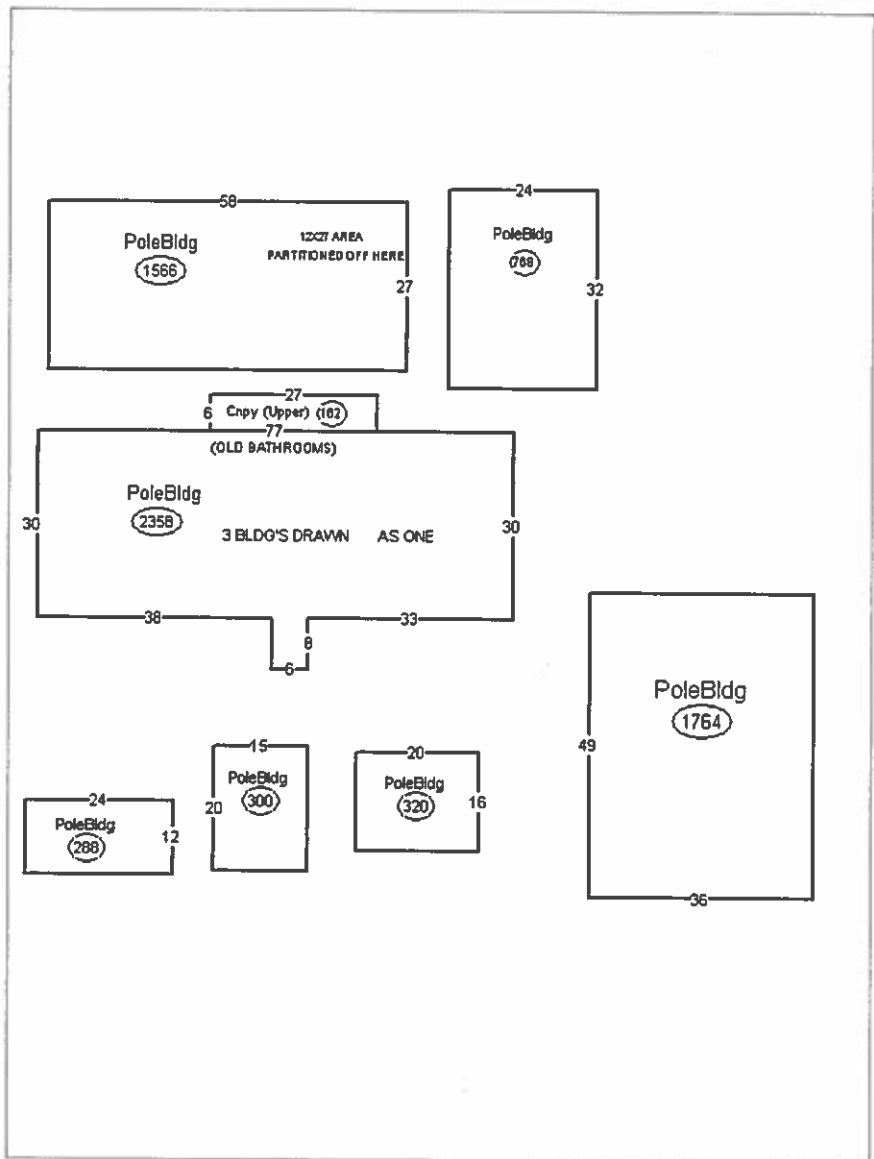 58
PoleBldg
1566
12X27 AREA
PARTITIONED OFF HERE
27
24
PoleBldg
768
32
27
6 Cnpy (Upper) 162
77
(OLD BATHROOMS)
PoleBldg
2358
30
3 BLDG'S DRAWN AS ONE
30
38
33
8
6
PoleBldg
1764
49
36
15
PoleBldg
20
300
20
PoleBldg
320
16
24
PoleBldg
12
288